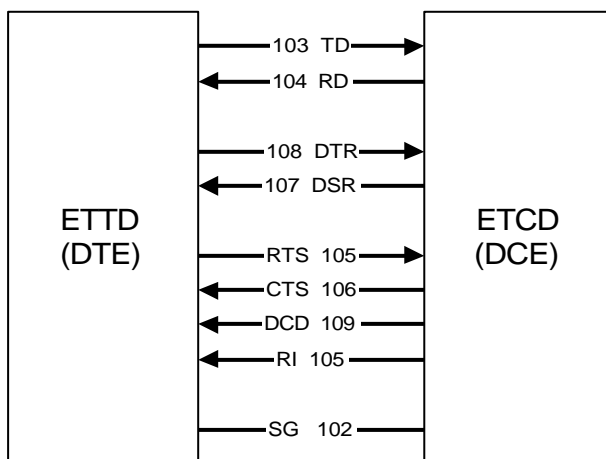 103 TD
104 RD
108 DTR
107 DSR
ETTD
(DTE)
ETCD
(DCE)
RTS 105
CTS 106
DCD 109
RI 105
SG 102